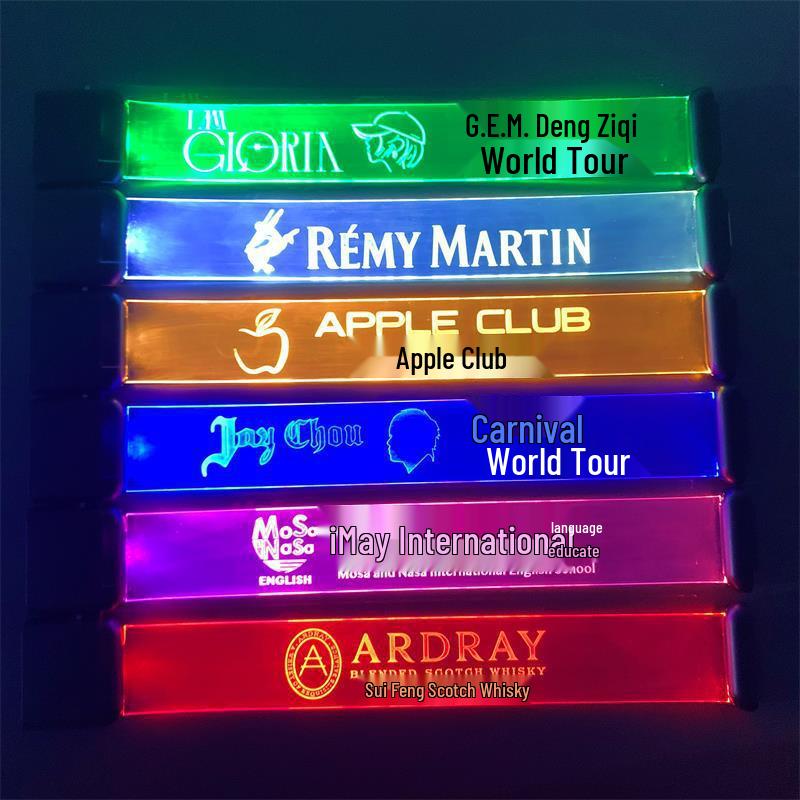 I.M
GLORIA
G.E.M. Deng Ziqi
World Tour
RÉMY MARTIN
APPLE CLUB
Apple Club
Jay Chou
Carnival
World Tour
MoSa
NaSa
ENGLISH
iMay International
language
educate
Mosa and Nasa International English School
ARDRAY
BLENDED SCOTCH WHISKY
Sui Feng Scotch Whisky